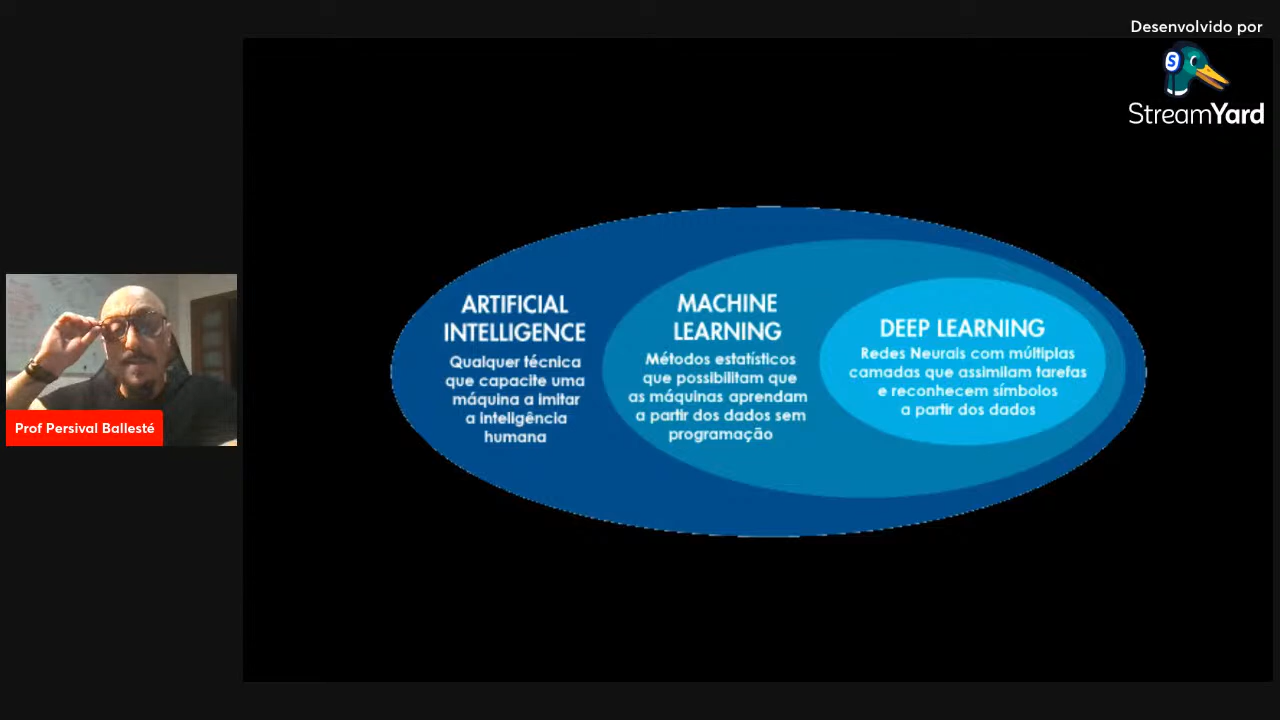 Desenvolvido por
S
StreamYard
ARTIFICIAL
INTELLIGENCE
Qualquer técnica
que capacite uma
máquina a imitar
a inteligência
humana
MACHINE
LEARNING
Métodos estatísticos
que possibilitam que
as máquinas aprendam
a partir dos dados sem
programação
DEEP LEARNING
Redes Neurais com múltiplas
camadas que assimilam tarefas
e reconhecem símbolos
a partir dos dados
Prof Persival Ballesté